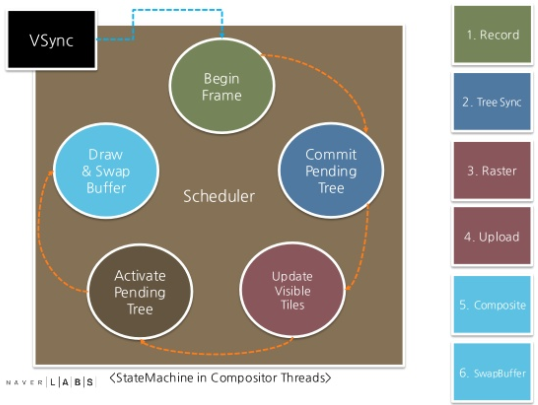 VSync
Begin
Frame
Commit
Pending
Tree
Update
Visible
Tiles
Activate
Pending
Tree
Draw
& Swap
Buffer
Scheduler
1. Record
2. Tree Sync
3. Raster
4. Upload
5. Composite
6. SwapBuffer
NAVER LABS
<StateMachine in Compositor Threads>